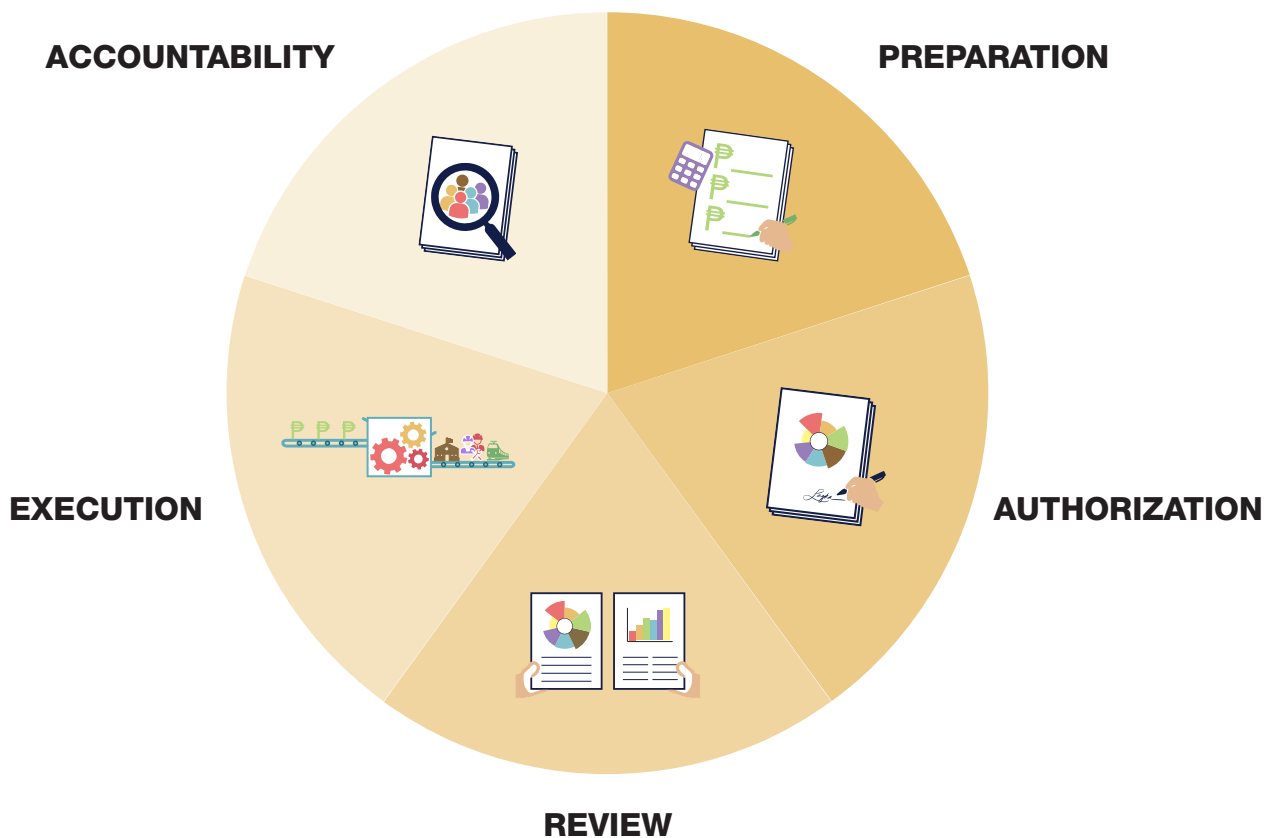 ACCOUNTABILITY
PREPARATION
EXECUTION
AUTHORIZATION
REVIEW
₱
₱
₱
₱ ₱ ₱